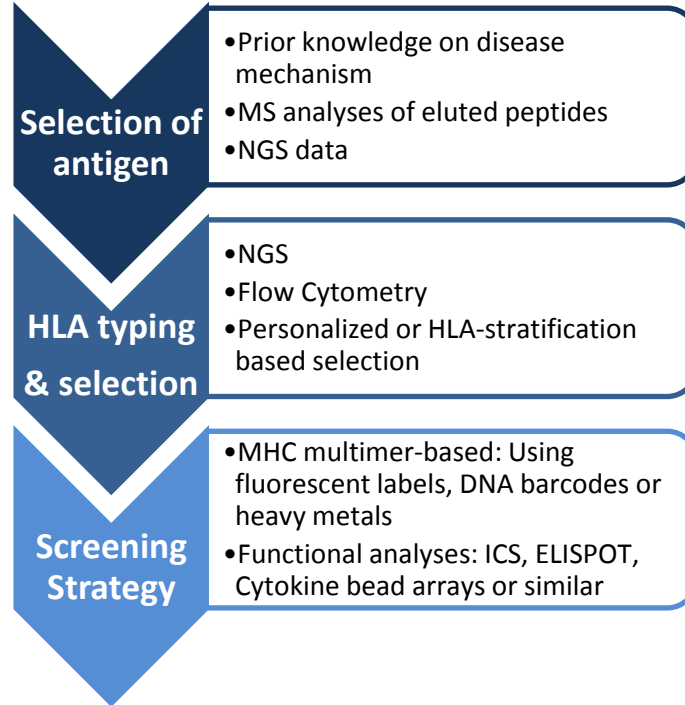 Selection of
antigen
•Prior knowledge on disease
mechanism
•MS analyses of eluted peptides
•NGS data
HLA typing
& selection
•NGS
•Flow Cytometry
•Personalized or HLA-stratification
based selection
Screening
Strategy
•MHC multimer-based: Using
fluorescent labels, DNA barcodes or
heavy metals
•Functional analyses: ICS, ELISPOT,
Cytokine bead arrays or similar